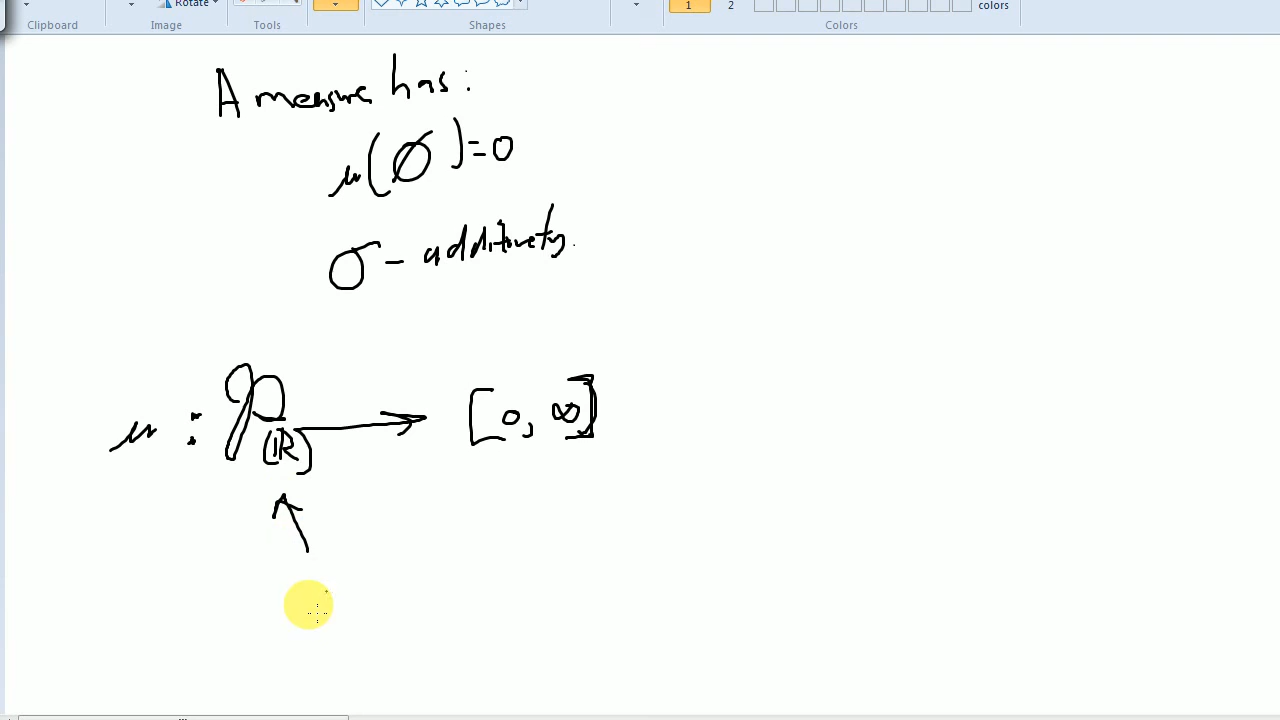 Rotate
colors
Clipboard
Image
Tools
Shapes
1
2
Colors
A measure has:
μ(∅)=0
σ- additivity.
μ : ℘(ℝ) → [0, ∞]